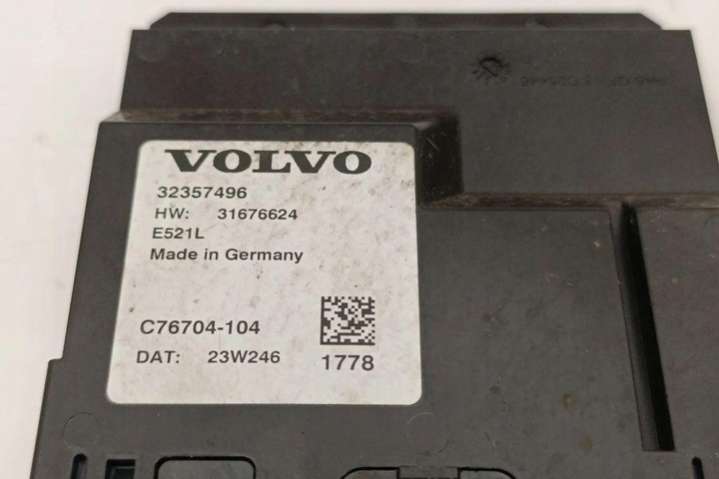 VOLVO
32357496
HW: 31676624
E521L
Made in Germany
C76704-104
DAT: 23W246
1778